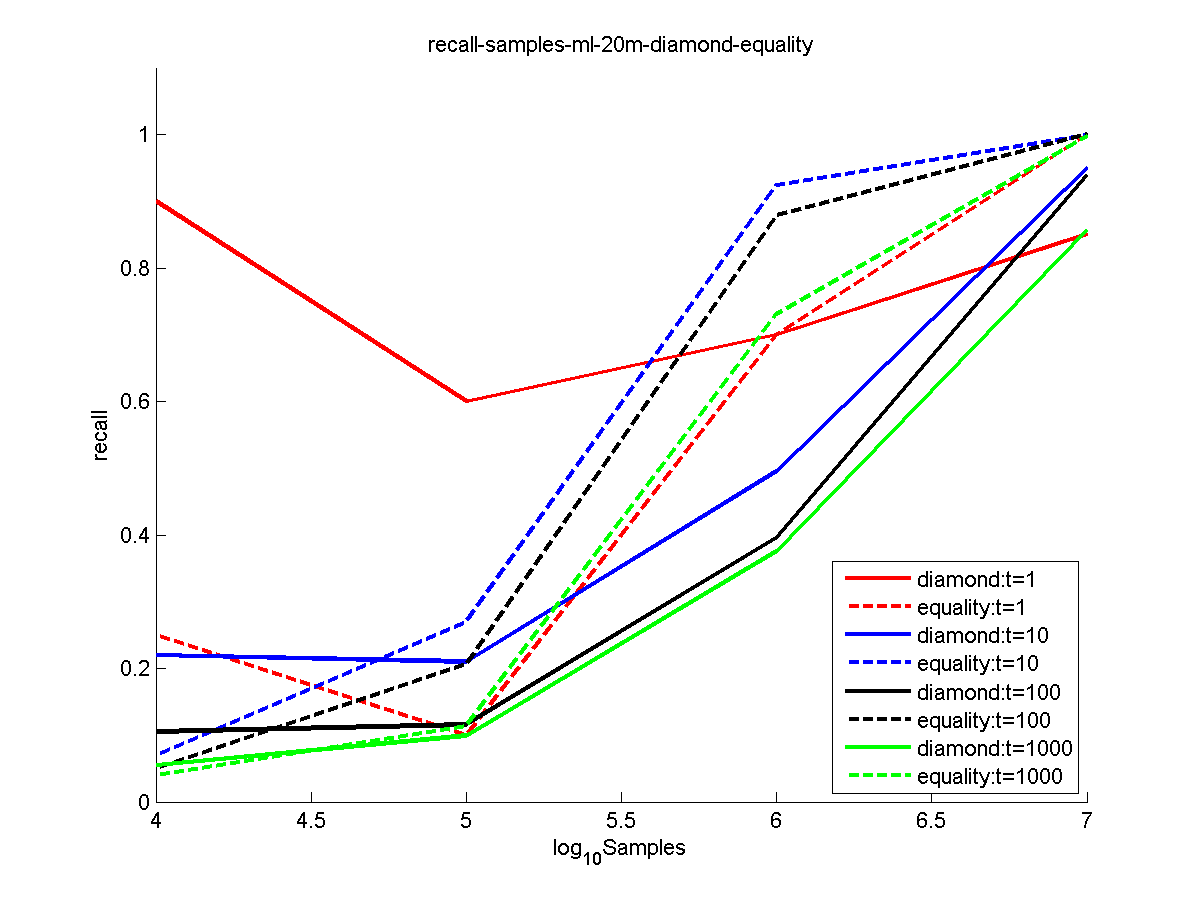 recall-samples-ml-20m-diamond-equality
1
0.8
0.6
0.4
0.2
0
recall
4 4.5 5 5.5 6 6.5 7
log10Samples
diamond:t=1
equality:t=1
diamond:t=10
equality:t=10
diamond:t=100
equality:t=100
diamond:t=1000
equality:t=1000